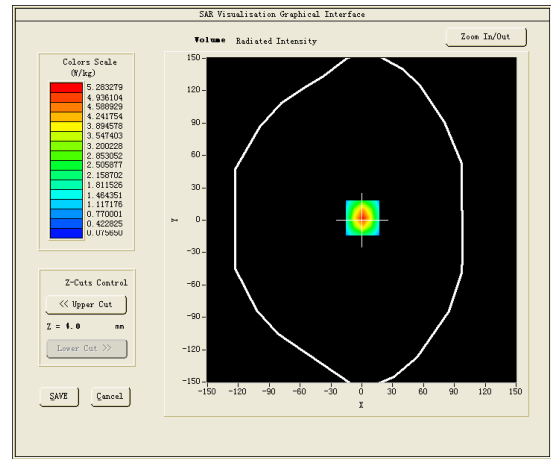 SAR Visualisation Graphical Interface
Volume Radiated Intensity
Zoom In/Out
Colors Scale
(W/kg)
5.283279
4.936104
4.588929
4.241754
3.894578
3.547403
3.200228
2.853052
2.505877
2.158702
1.811526
1.464351
1.117176
0.770001
0.422825
0.075650
150
120
90
60
30
0
-30
-60
-90
-120
-150
Y
-150 -120 -90 -60 -30 0 30 60 90 120 150
X
Z-Cuts Control
<< Upper Cut
Z = 4.0 mm
Lower Cut >>
SAVE
Cancel